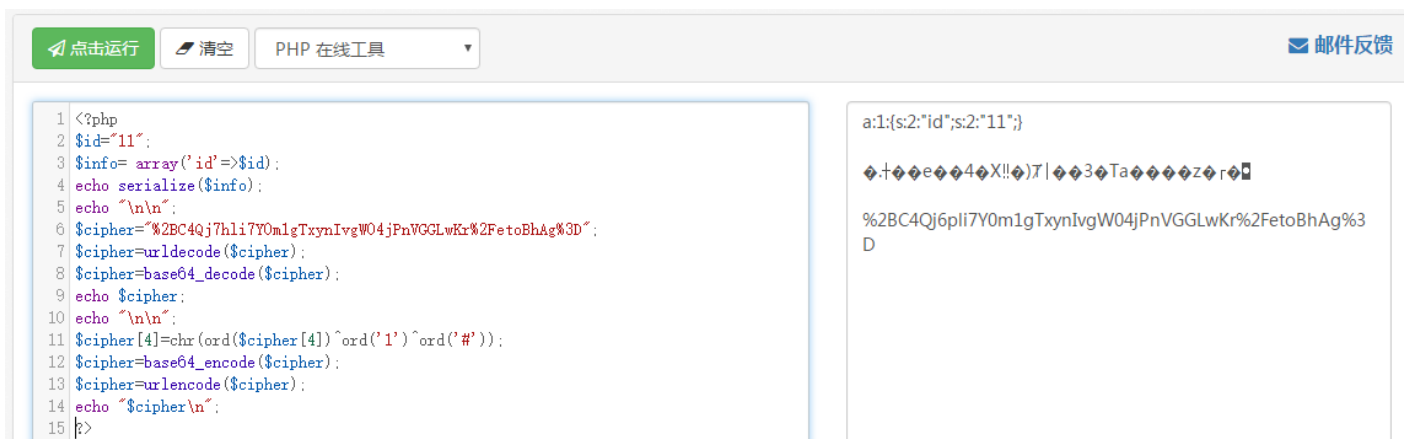 点击运行 清空 PHP 在线工具 邮件反馈
1 <?php
2 $id="11";
3 $info= array('id'=>$id);
4 echo serialize($info);
5 echo "\n\n";
6 $cipher="%2BC4Qj7hli7Y0m1gTxynIvgW04jPnVGGLwKr%2FetoBhAg%3D";
7 $cipher=urldecode($cipher);
8 $cipher=base64_decode($cipher);
9 echo $cipher;
10 echo "\n\n";
11 $cipher[4]=chr(ord($cipher[4])^ord('1')^ord('#'));
12 $cipher=base64_encode($cipher);
13 $cipher=urlencode($cipher);
14 echo "$cipher\n";
15 ?>
a:1:{s:2:"id";s:2:"11";}
�.┼��e��4�X‼�)7|��3�Ta����z�┌�◘
%2BC4Qj6pli7Y0m1gTxynIvgW04jPnVGGLwKr%2FetoBhAg%3
D